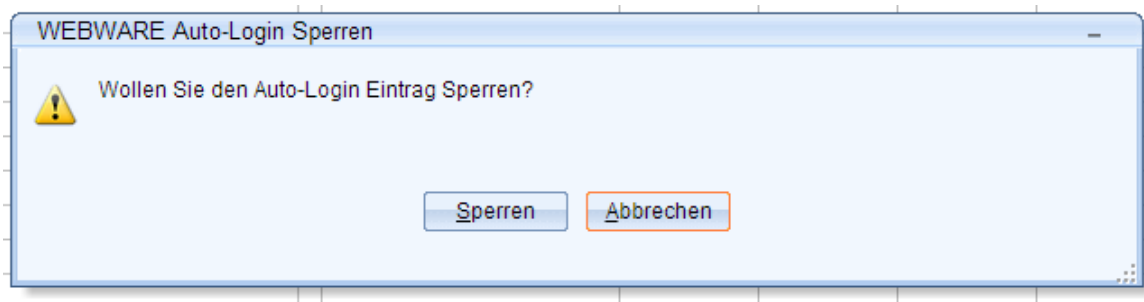 WEBWARE Auto-Login Sperren
Wollen Sie den Auto-Login Eintrag Sperren?
Sperren Abbrechen